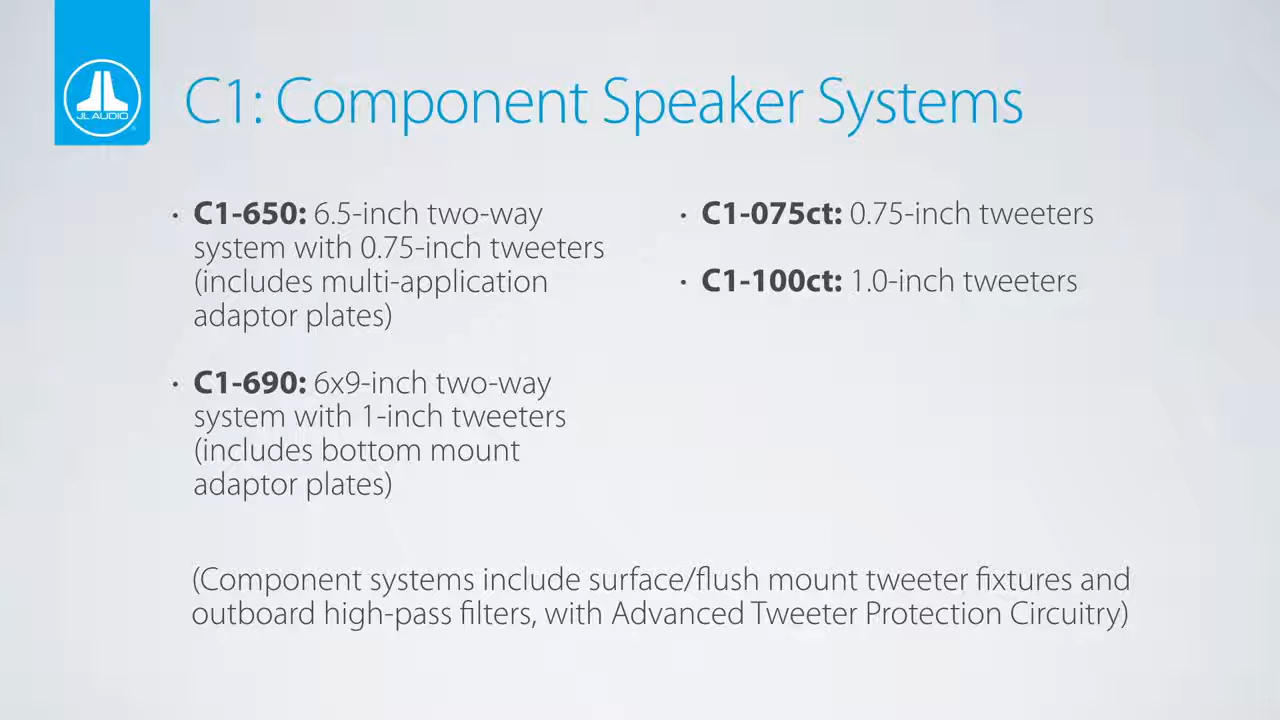 JL AUDIO
C1: Component Speaker Systems
• C1-650: 6.5-inch two-way
system with 0.75-inch tweeters
(includes multi-application
adaptor plates)
• C1-690: 6x9-inch two-way
system with 1-inch tweeters
(includes bottom mount
adaptor plates)
• C1-075ct: 0.75-inch tweeters
• C1-100ct: 1.0-inch tweeters
(Component systems include surface/flush mount tweeter fixtures and
outboard high-pass filters, with Advanced Tweeter Protection Circuitry)